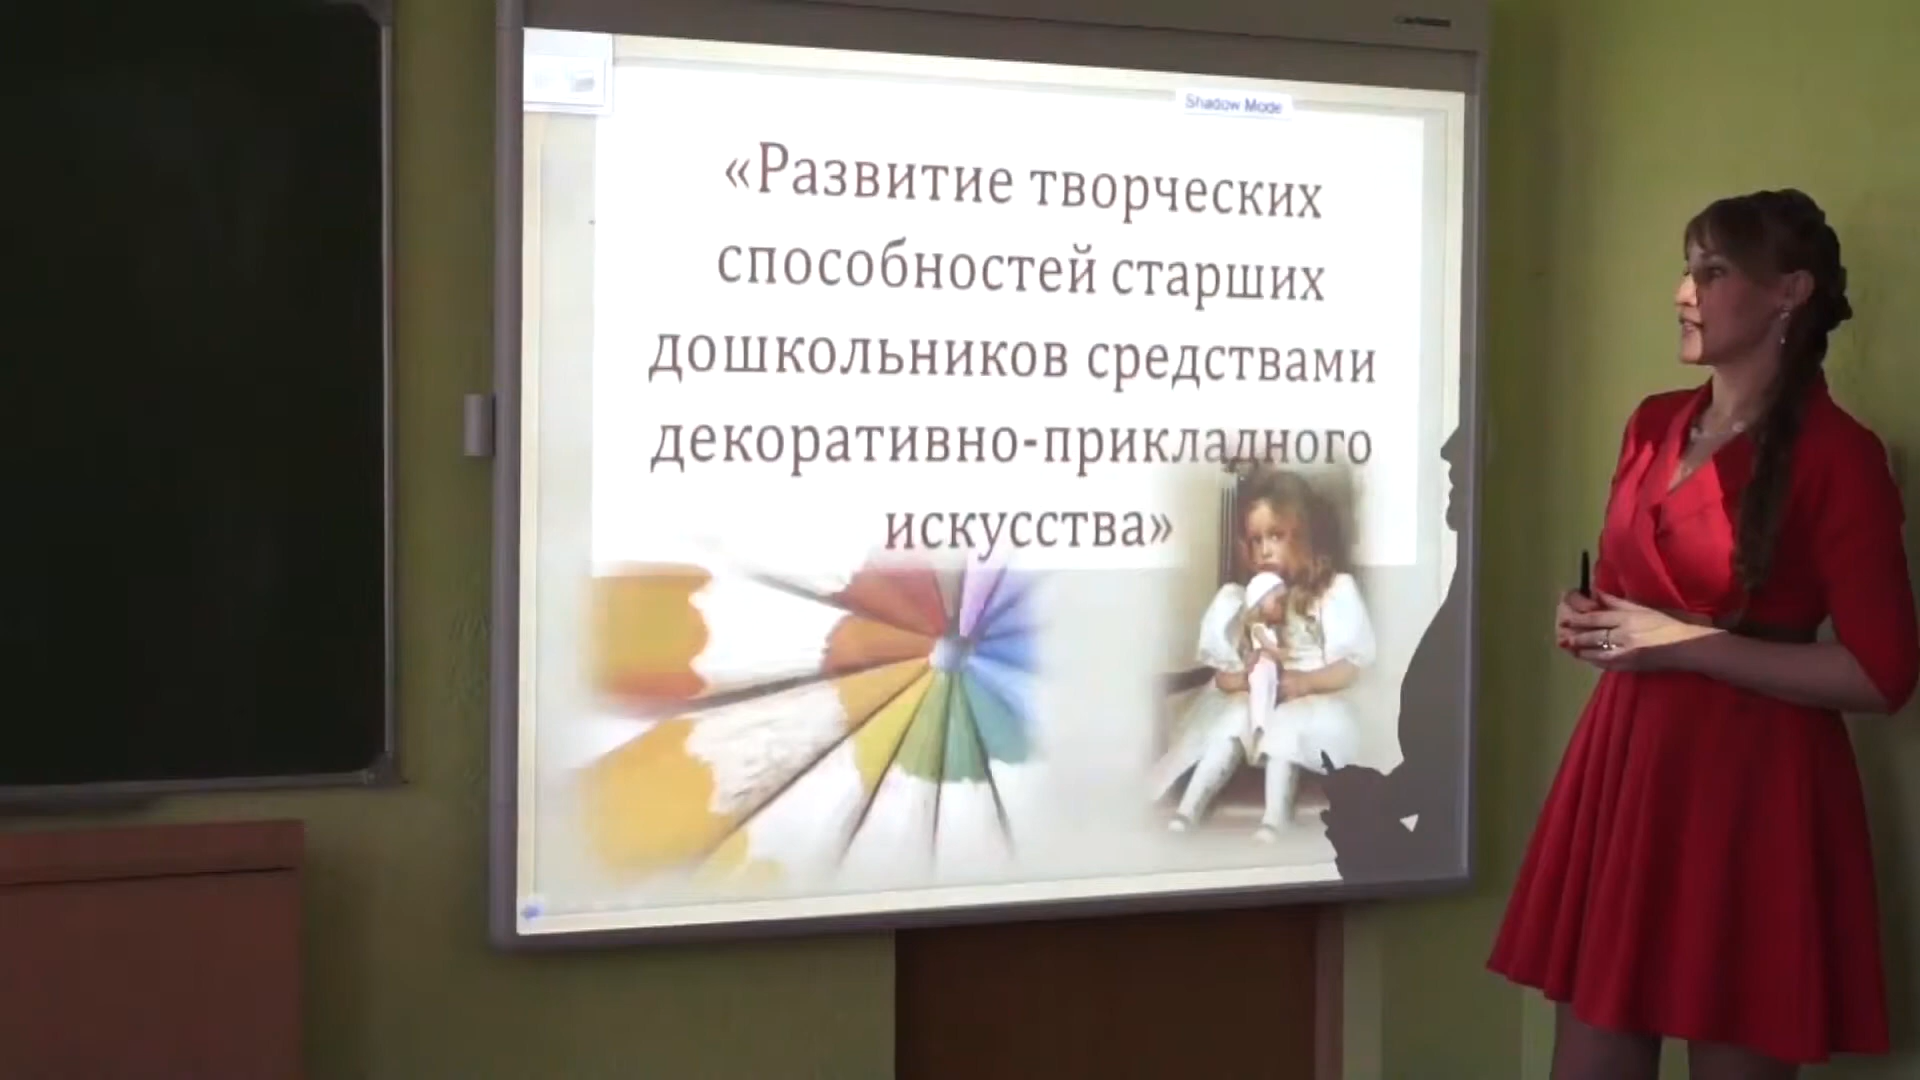 Shadow Mode
«Развитие творческих
способностей старших
дошкольников средствами
декоративно-прикладного
искусства»